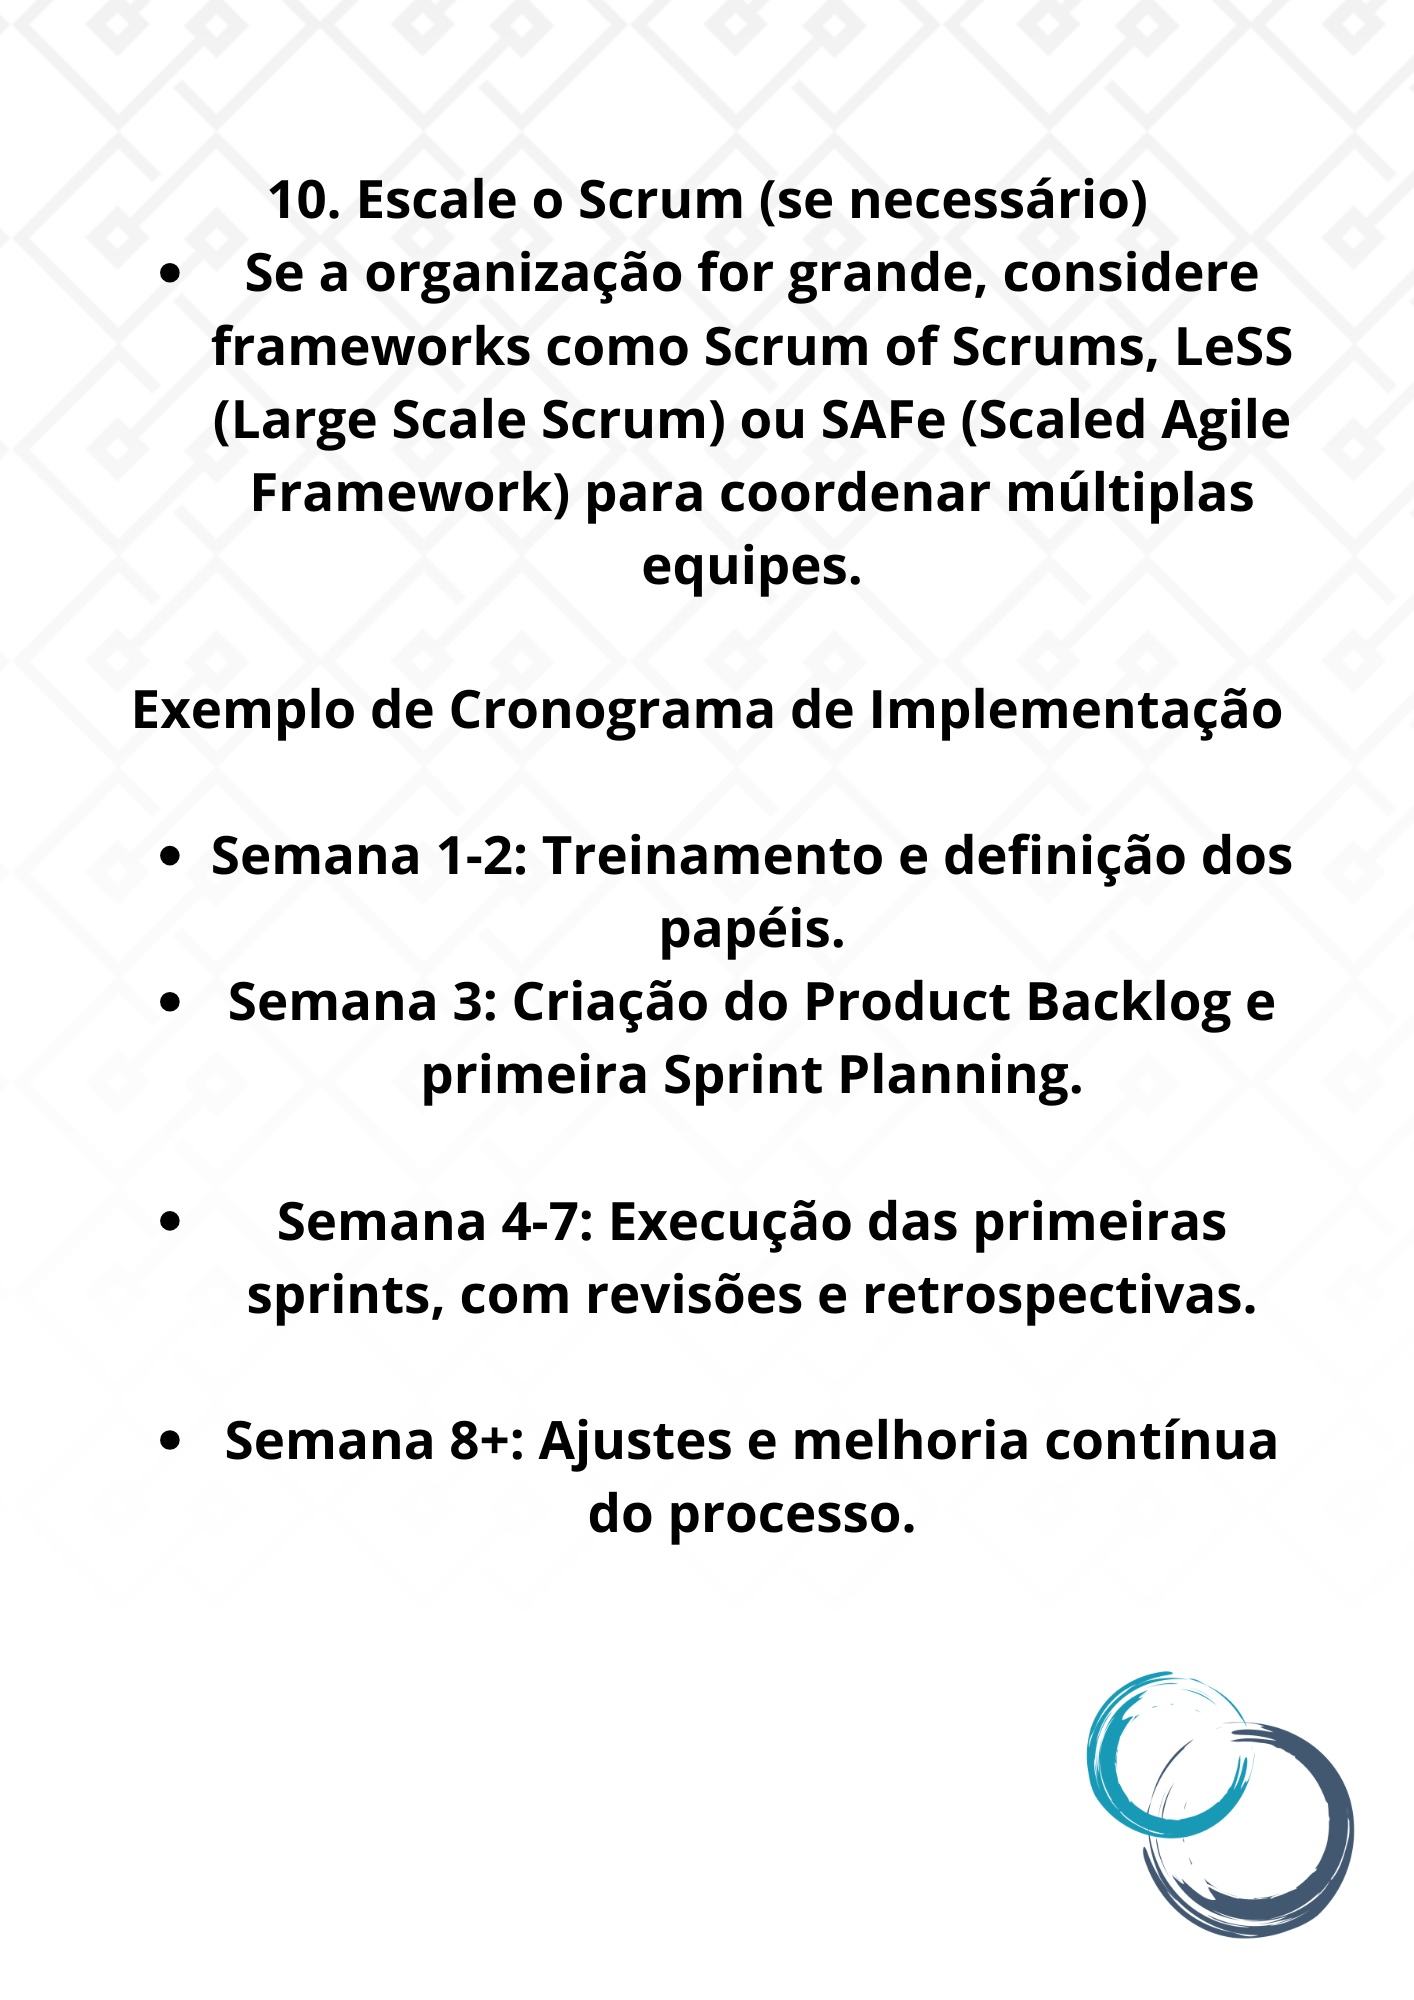 10. Escale o Scrum (se necessário)
• Se a organização for grande, considere
frameworks como Scrum of Scrums, LeSS
(Large Scale Scrum) ou SAFe (Scaled Agile
Framework) para coordenar múltiplas
equipes.
Exemplo de Cronograma de Implementação
• Semana 1-2: Treinamento e definição dos
papéis.
• Semana 3: Criação do Product Backlog e
primeira Sprint Planning.
• Semana 4-7: Execução das primeiras
sprints, com revisões e retrospectivas.
• Semana 8+: Ajustes e melhoria contínua
do processo.